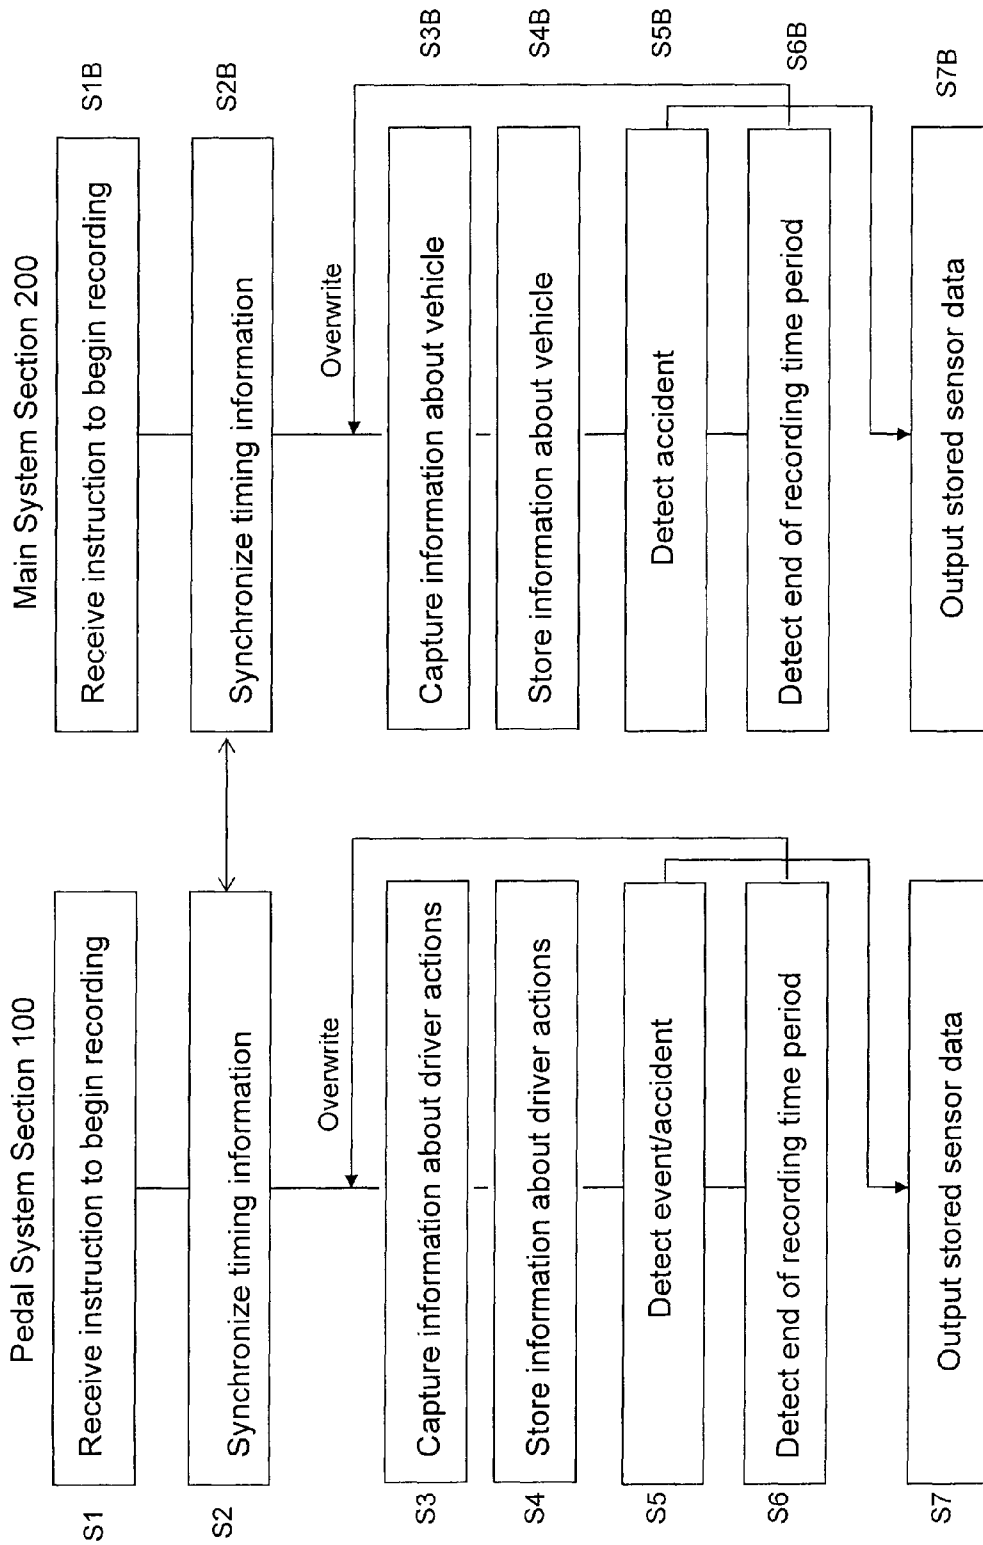 Pedal System Section 100
S1
Receive instruction to begin recording
S2
Synchronize timing information
Overwrite
S3
Capture information about driver actions
S4
Store information about driver actions
S5
Detect event/accident
S6
Detect end of recording time period
S7
Output stored sensor data
Main System Section 200
Receive instruction to begin recording
S1B
Synchronize timing information
S2B
Overwrite
Capture information about vehicle
S3B
Store information about vehicle
S4B
Detect accident
S5B
Detect end of recording time period
S6B
Output stored sensor data
S7B